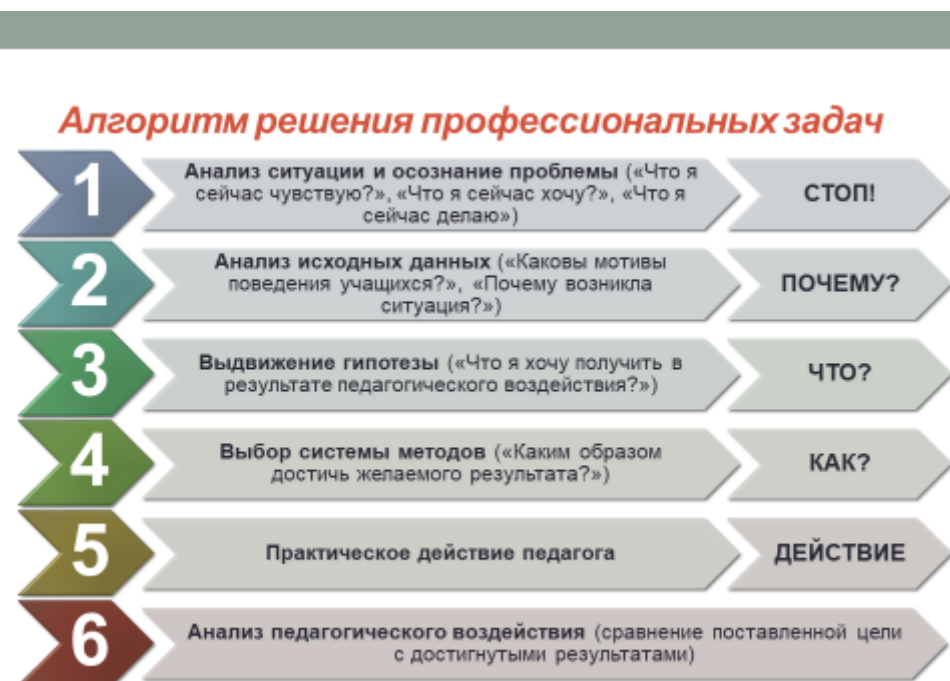 Алгоритм решения профессиональных задач
1
Анализ ситуации и осознание проблемы («Что я
сейчас чувствую?», «Что я сейчас хочу?», «Что я
сейчас делаю»)
СТОП!
2
Анализ исходных данных («Каковы мотивы
поведения учащихся?», «Почему возникла
ситуация?»)
ПОЧЕМУ?
3
Выдвижение гипотезы («Что я хочу получить в
результате педагогического воздействия?»)
ЧТО?
4
Выбор системы методов («Каким образом
достичь желаемого результата?»)
КАК?
5
Практическое действие педагога
ДЕЙСТВИЕ
6
Анализ педагогического воздействия (сравнение поставленной цели
с достигнутыми результатами)